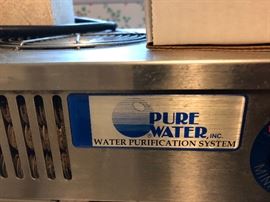 PURE
WATER, INC.
WATER PURIFICATION SYSTEM